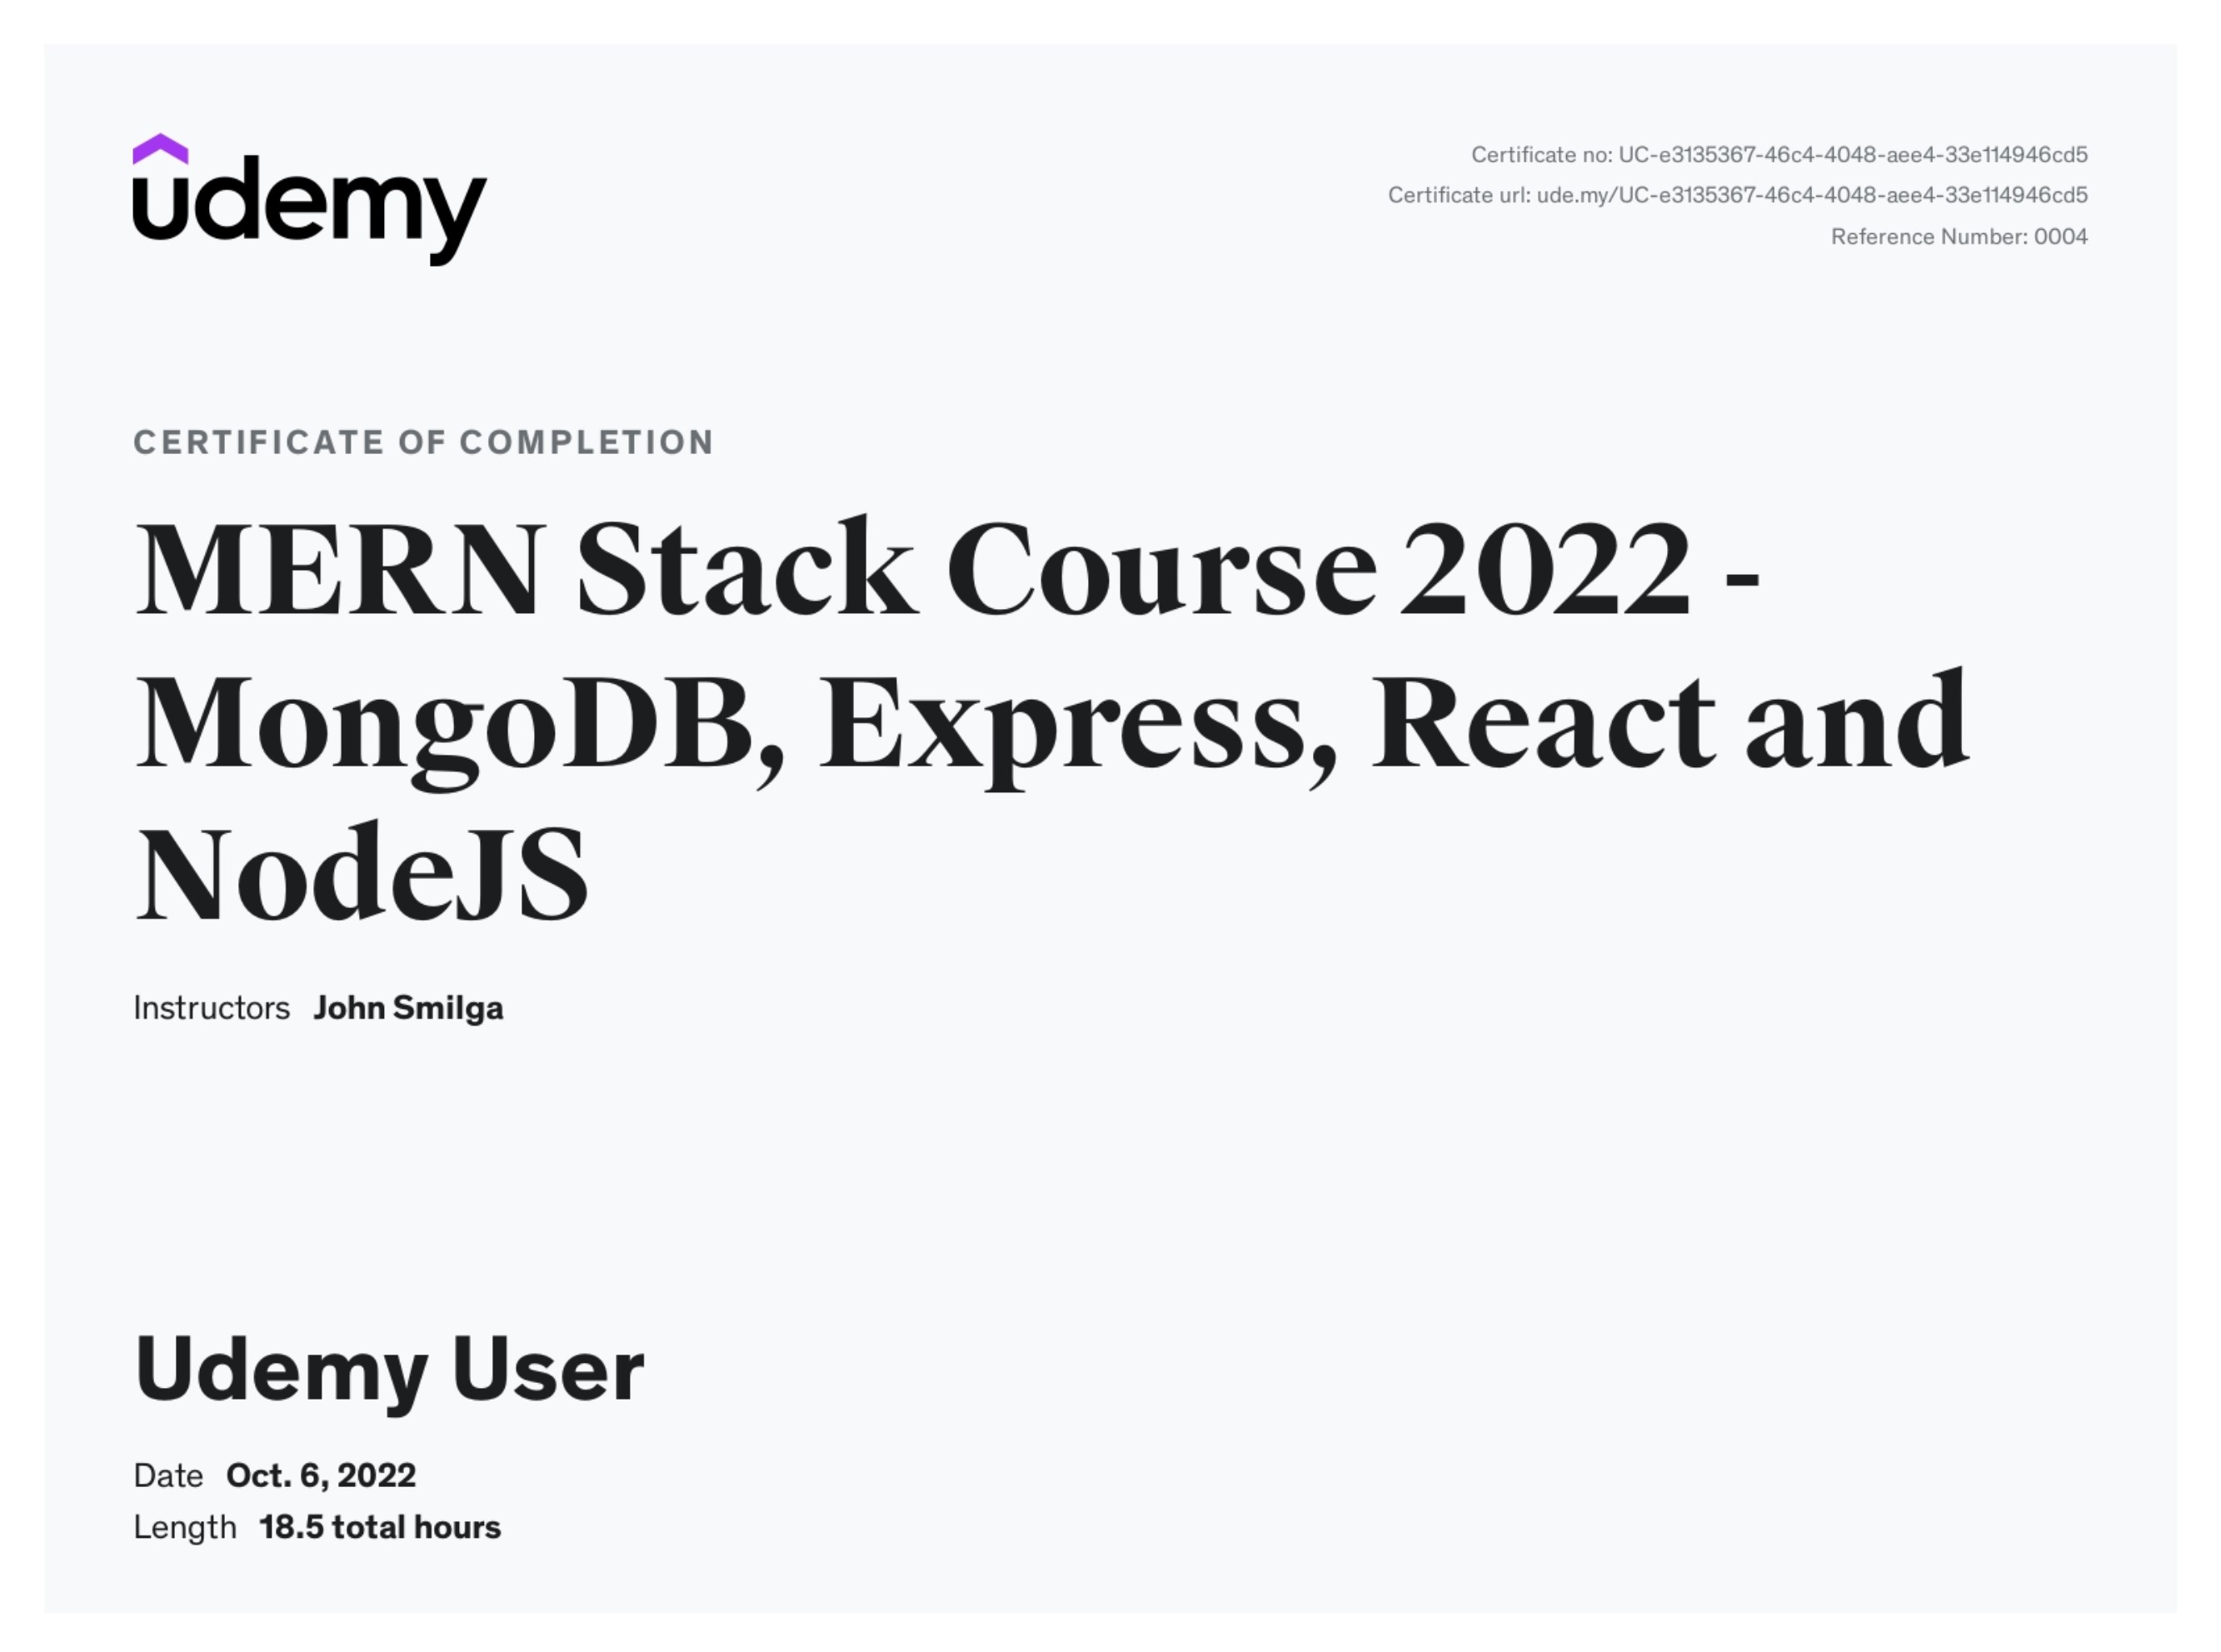 udemy
Certificate no: UC-e3135367-46c4-4048-aee4-33e114946cd5
Certificate url: ude.my/UC-e3135367-46c4-4048-aee4-33e114946cd5
Reference Number: 0004
CERTIFICATE OF COMPLETION
MERN Stack Course 2022 -
MongoDB, Express, React and
NodeJS
Instructors John Smilga
Udemy User
Date Oct. 6, 2022
Length 18.5 total hours